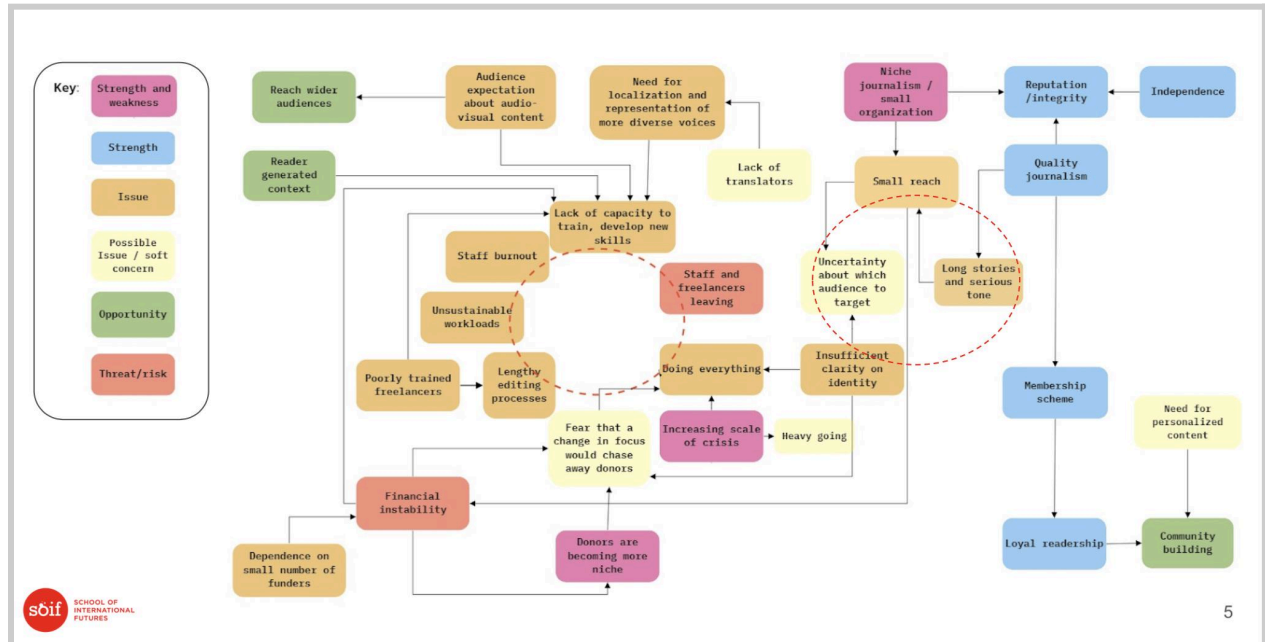 Key:
Strength and
weakness
Strength
Issue
Possible
Issue / soft
concern
Opportunity
Threat/risk
Reach wider
audiences
Audience
expectation
about audio-
visual content
Need for
localization and
representation of
more diverse voices
Niche
journalism /
small
organization
Reputation
/integrity
Independence
Reader
generated
context
Lack of
translators
Small reach
Quality
journalism
Lack of capacity to
train, develop new
skills
Staff burnout
Staff and
freelancers
leaving
Uncertainty
about which
audience to
target
Long stories
and serious
tone
Unsustainable
workloads
Poorly trained
freelancers
Lengthy
editing
processes
Doing everything
Insufficient
clarity on
identity
Membership
scheme
Need for
personalized
content
Fear that a
change in focus
would chase
away donors
Increasing scale
of crisis
Heavy going
Financial
instability
Donors are
becoming more
niche
Loyal readership
Community
building
Dependence on
small number of
funders
soif
SCHOOL OF
INTERNATIONAL
FUTURES
5